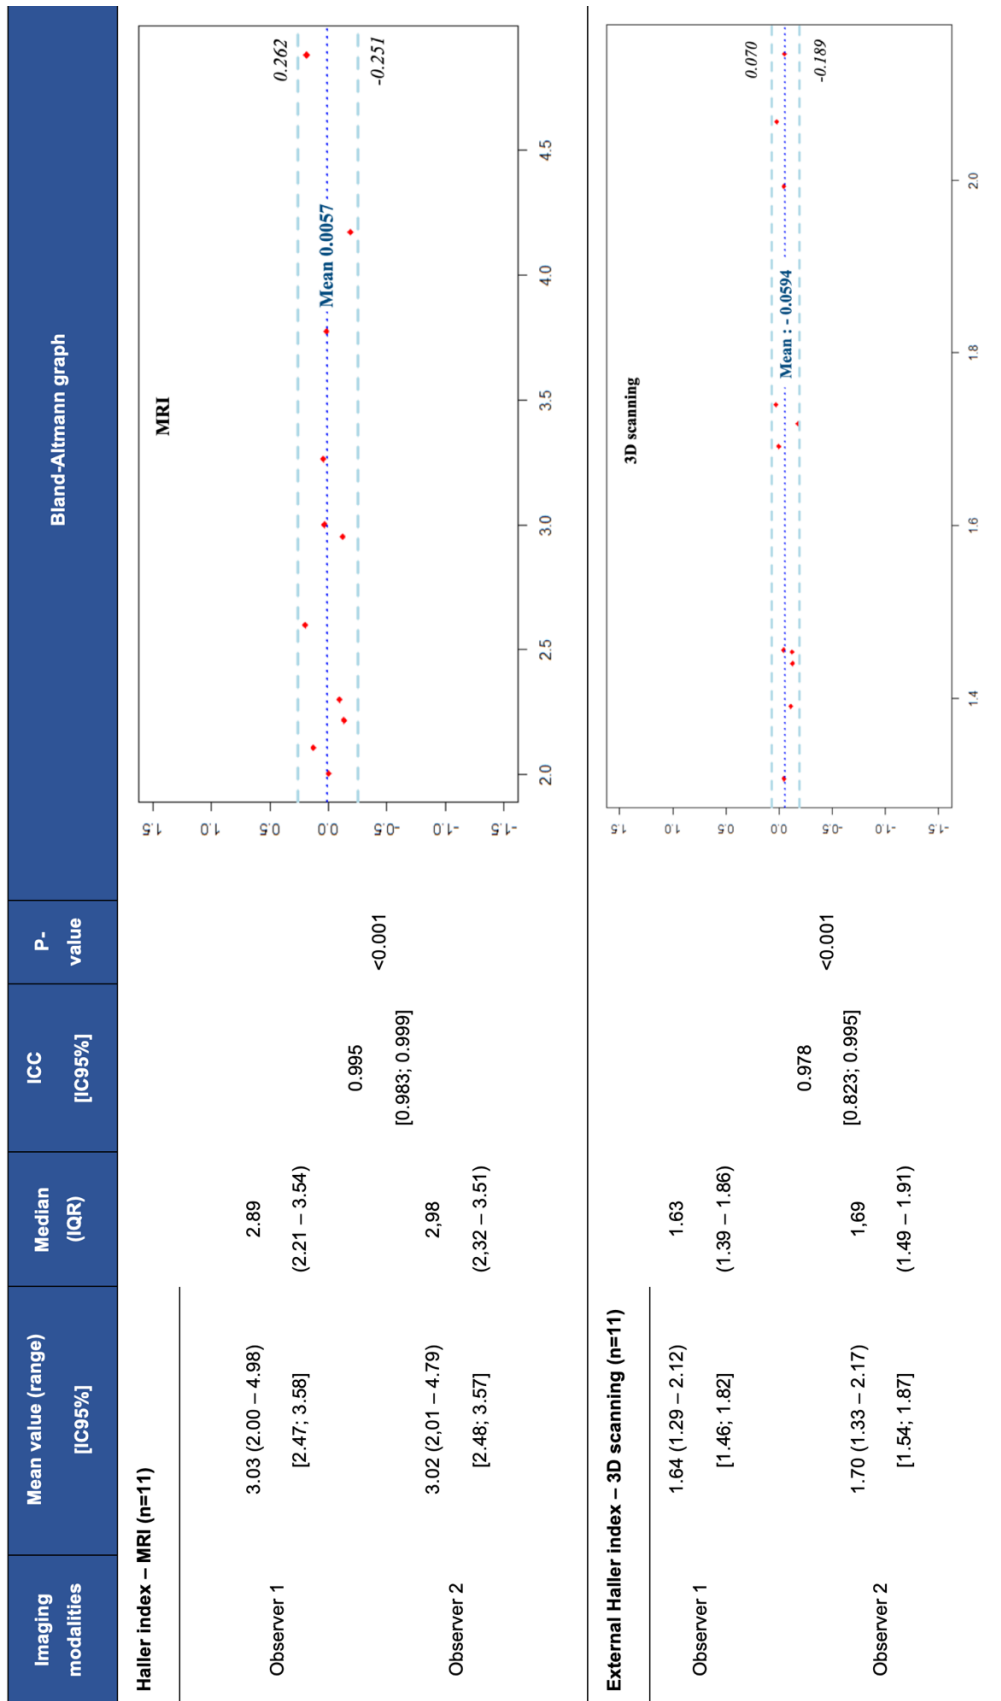 Imaging
modalities
Mean value (range)
[IC95%]
Median
(IQR)
ICC
[IC95%]
P-
value
Bland-Altmann graph
Haller index – MRI (n=11)
Observer 1
3.03 (2.00 – 4.98)
[2.47; 3.58]
2.89
(2.21 – 3.54)
Observer 2
3.02 (2,01 – 4.79)
[2.48; 3.57]
2,98
(2,32 – 3.51)
0.995
[0.983; 0.999]
<0.001
MRI
1.5
1.0
0.5
0.0
-0.5
-1.0
-1.5
Mean 0.0057
0.262
-0.251
2.0
2.5
3.0
3.5
4.0
4.5
External Haller index – 3D scanning (n=11)
Observer 1
1.64 (1.29 – 2.12)
[1.46; 1.82]
1.63
(1.39 – 1.86)
Observer 2
1.70 (1.33 – 2.17)
[1.54; 1.87]
1,69
(1.49 – 1.91)
0.978
[0.823; 0.995]
<0.001
3D scanning
1.5
1.0
0.5
0.0
-0.5
-1.0
-1.5
Mean : - 0.0594
0.070
-0.189
1.4
1.6
1.8
2.0